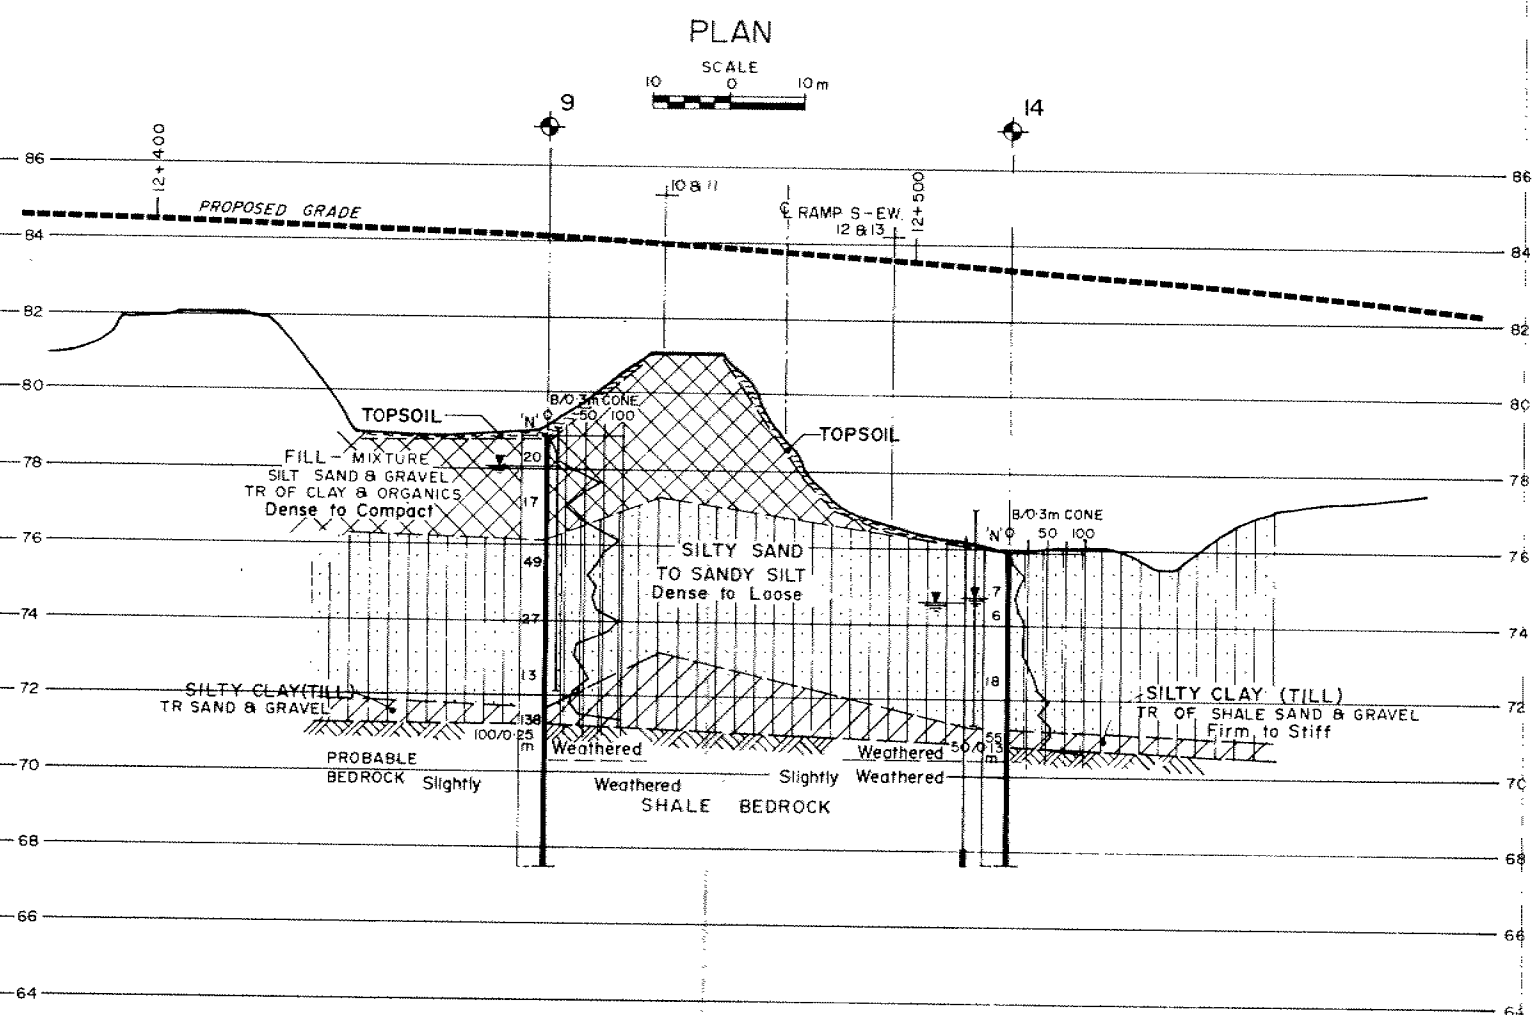 PLAN
SCALE
10 0 10m
9
14
12+400
86
86
10 & 11
12+500
PROPOSED GRADE
℄ RAMP S-EW.
12 & 13
84
84
82
82
80
80
B/0·3m CONE
'N' 0 50 100
TOPSOIL
TOPSOIL
FILL - MIXTURE
SILT SAND & GRAVEL
TR OF CLAY & ORGANICS
Dense to Compact
20
17
78
78
B/0·3m CONE
'N' 0 50 100
76
76
SILTY SAND
TO SANDY SILT
Dense to Loose
49
27
13
138
100/0·25
m
7
6
18
55
50/0·13
m
74
74
72
72
SILTY CLAY (TILL)
TR SAND & GRAVEL
SILTY CLAY (TILL)
TR OF SHALE SAND & GRAVEL
Firm to Stiff
PROBABLE
BEDROCK
Weathered
Weathered
Slightly Weathered
Slightly Weathered
SHALE BEDROCK
70
70
68
68
66
66
64
64